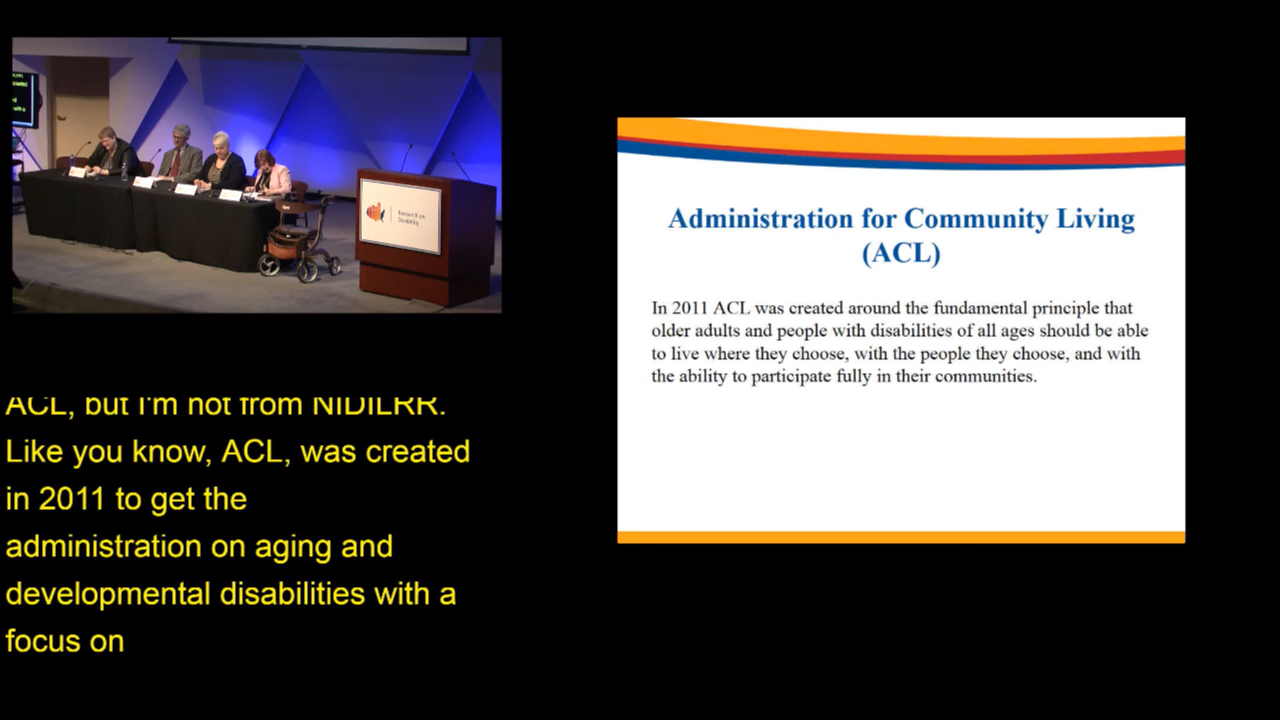 Research on
Disability
ACL, but I'm not from NIDILRR.
Like you know, ACL, was created
in 2011 to get the
administration on aging and
developmental disabilities with a
focus on
Administration for Community Living
(ACL)
In 2011 ACL was created around the fundamental principle that
older adults and people with disabilities of all ages should be able
to live where they choose, with the people they choose, and with
the ability to participate fully in their communities.